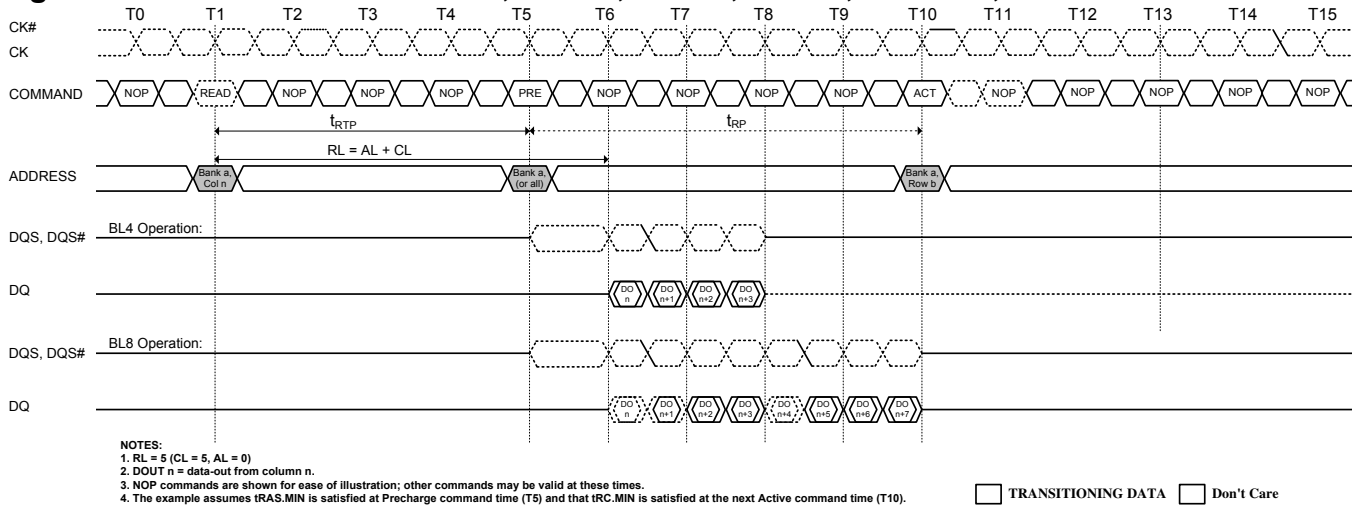 T0 T1 T2 T3 T4 T5 T6 T7 T8 T9 T10 T11 T12 T13 T14 T15
CK#
CK
COMMAND NOP READ NOP NOP NOP PRE NOP NOP NOP NOP ACT NOP NOP NOP NOP NOP
tRTP tRP
RL = AL + CL
ADDRESS
Bank a, Bank a, Bank a,
Col n (or all) Row b
BL4 Operation:
DQS, DQS#
DQ
DO DO DO DO
n n+1 n+2 n+3
BL8 Operation:
DQS, DQS#
DQ
DO DO DO DO DO DO DO DO
n n+1 n+2 n+3 n+4 n+5 n+6 n+7
NOTES:
1. RL = 5 (CL = 5, AL = 0)
2. DOUT n = data-out from column n.
3. NOP commands are shown for ease of illustration; other commands may be valid at these times.
4. The example assumes tRAS.MIN is satisfied at Precharge command time (T5) and that tRC.MIN is satisfied at the next Active command time (T10).
TRANSITIONING DATA Don't Care